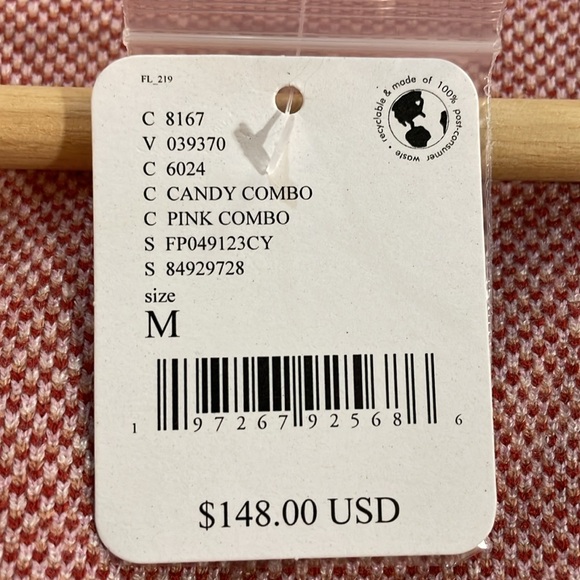 FL_219
recyclable & made of 100% post-consumer waste •
C 8167
V 039370
C 6024
C CANDY COMBO
C PINK COMBO
S FP049123CY
S 84929728
size
M
1 97267 92568 6
$148.00 USD